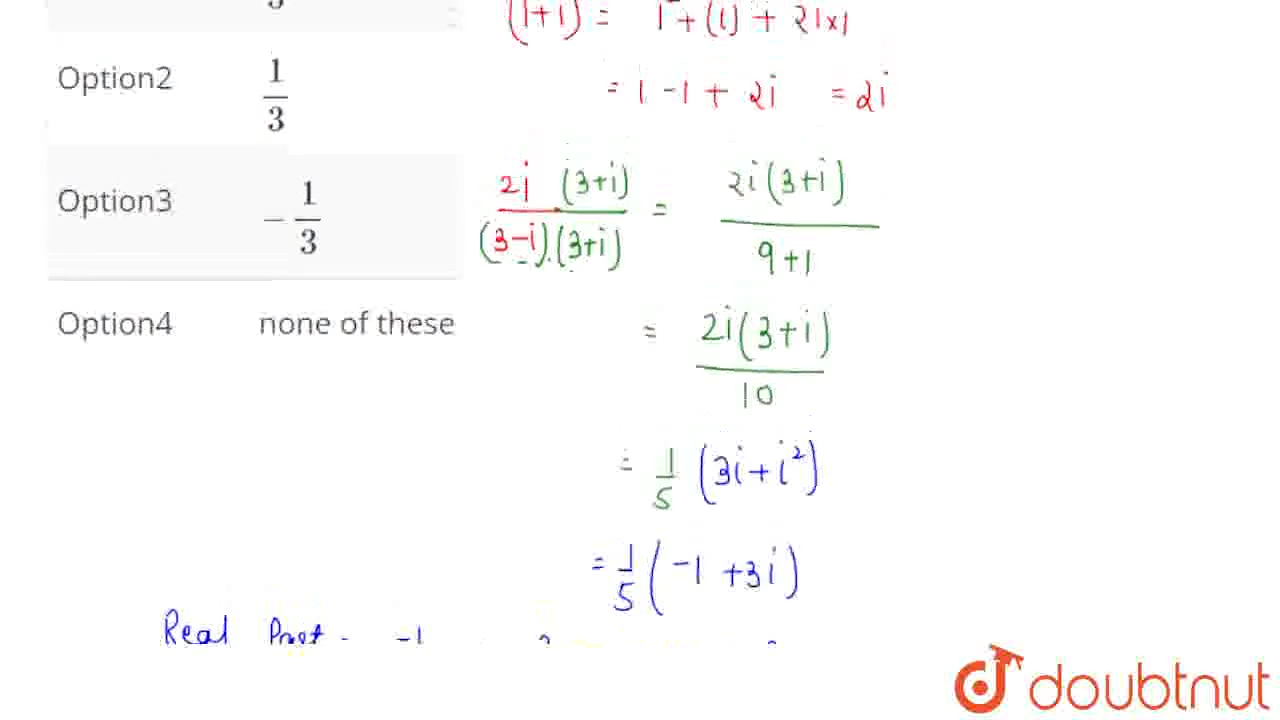 (1+i) = 1 + (i) + 2i×1
Option2 1/3
= 1 -1 + 2i = 2i
Option3 -1/3
2i (3+i) / (3-i).(3+i) = 2i(3+i) / 9+1
Option4 none of these
= 2i(3+i) / 10
= 1/5 (3i+i²)
= 1/5 (-1 +3i)
Real Part - -1
doubtnut